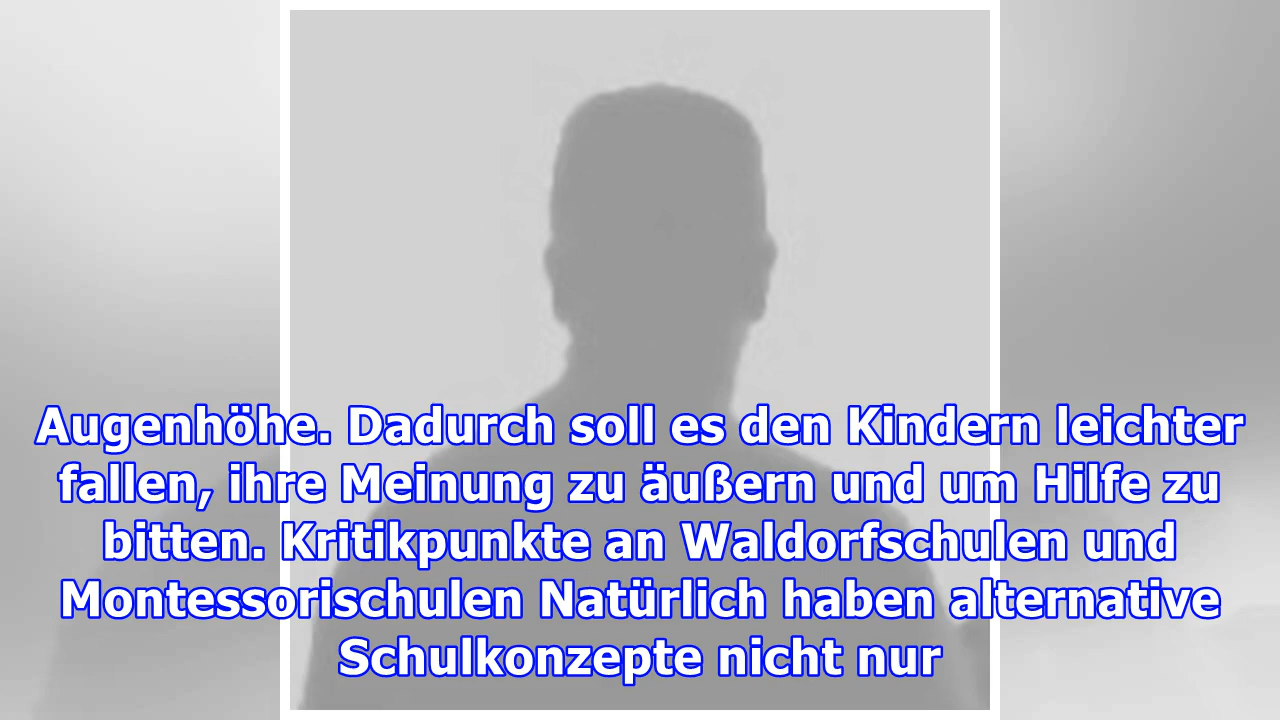 Augenhöhe. Dadurch soll es den Kindern leichter
fallen, ihre Meinung zu äußern und um Hilfe zu
bitten. Kritikpunkte an Waldorfschulen und
Montessorischulen Natürlich haben alternative
Schulkonzepte nicht nur